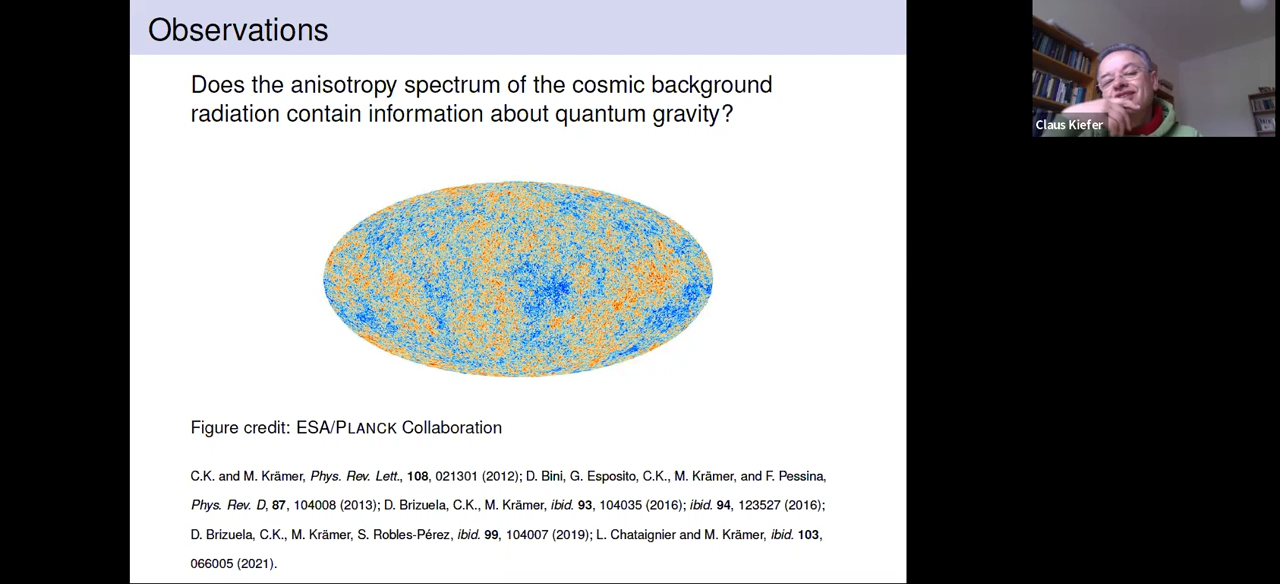 Observations
Does the anisotropy spectrum of the cosmic background
radiation contain information about quantum gravity?
Claus Kiefer
Figure credit: ESA/PLANCK Collaboration
C.K. and M. Krämer, Phys. Rev. Lett., 108, 021301 (2012); D. Bini, G. Esposito, C.K., M. Krämer, and F. Pessina,
Phys. Rev. D, 87, 104008 (2013); D. Brizuela, C.K., M. Krämer, ibid. 93, 104035 (2016); ibid. 94, 123527 (2016);
D. Brizuela, C.K., M. Krämer, S. Robles-Pérez, ibid. 99, 104007 (2019); L. Chataignier and M. Krämer, ibid. 103,
066005 (2021).